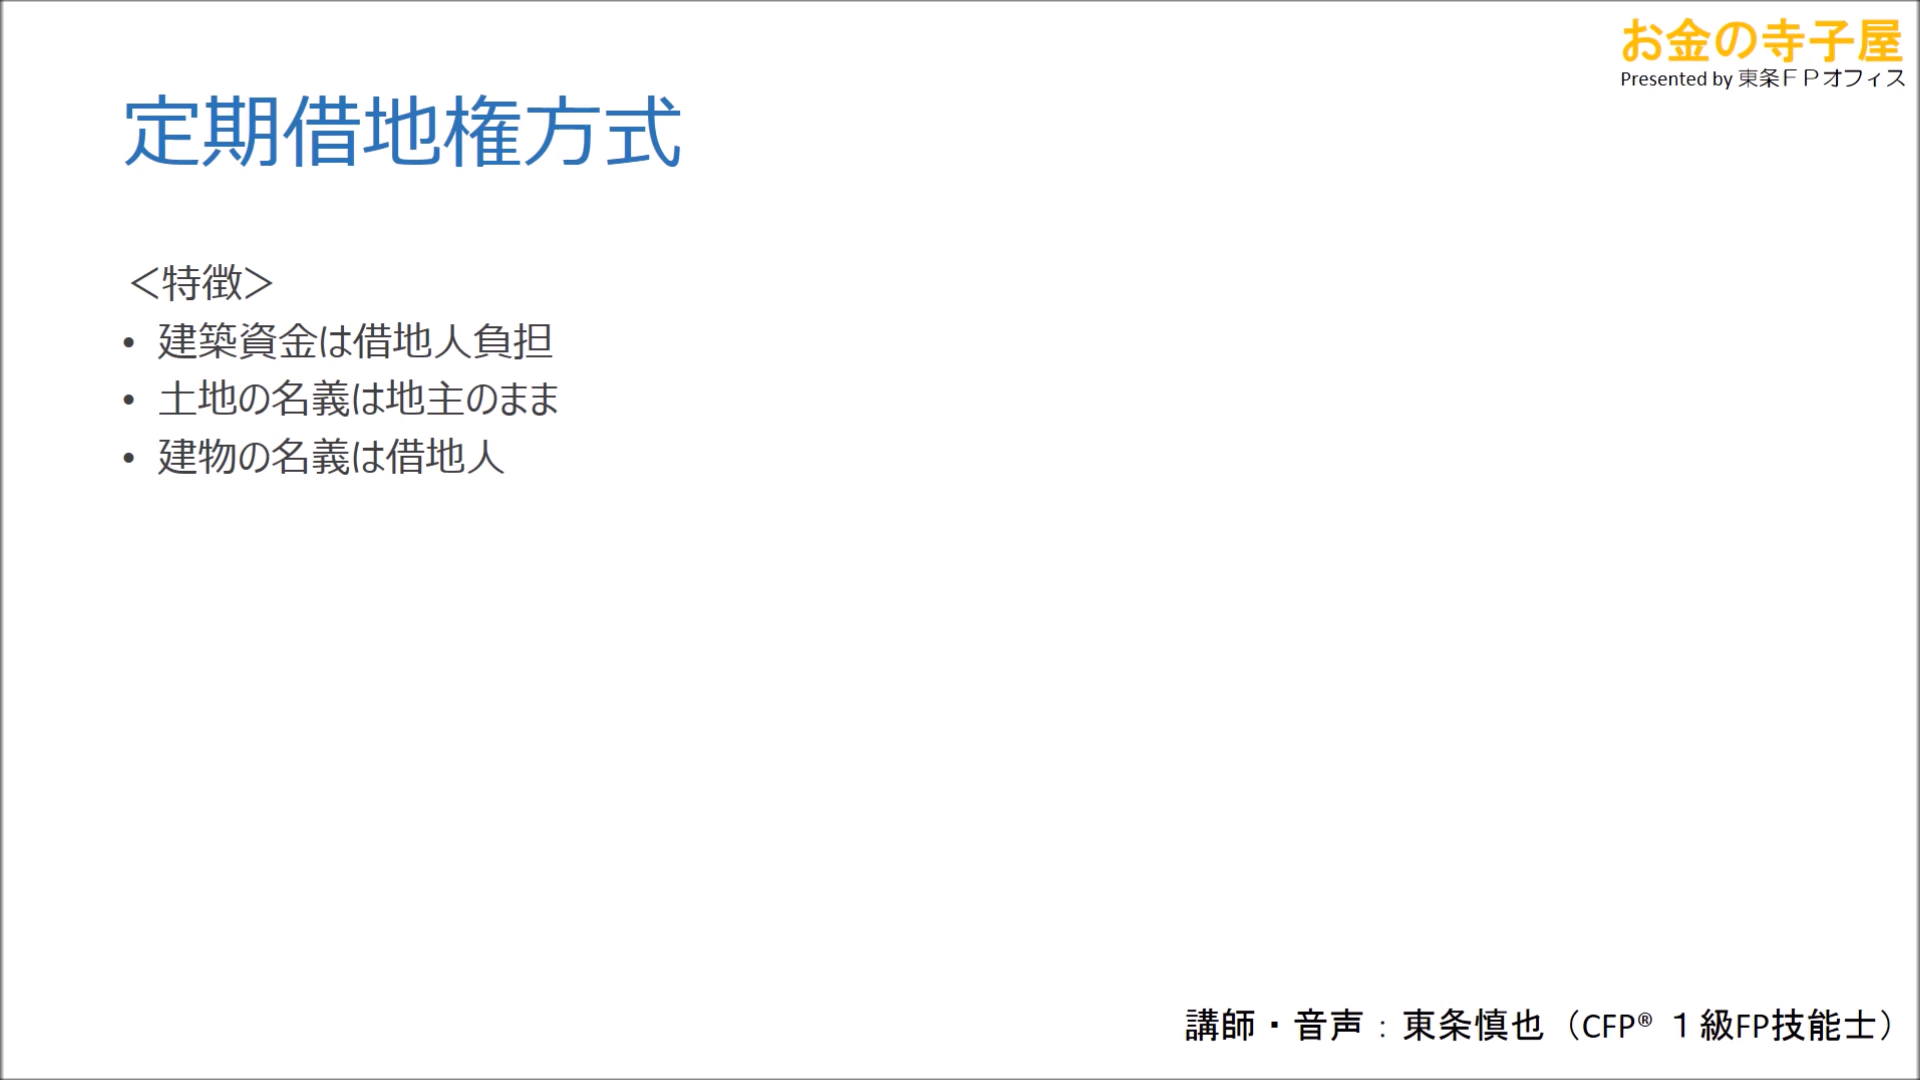 お金の寺子屋
Presented by 東条ＦＰオフィス
定期借地権方式
＜特徴＞
• 建築資金は借地人負担
• 土地の名義は地主のまま
• 建物の名義は借地人
講師・音声：東条慎也（CFP® １級FP技能士）